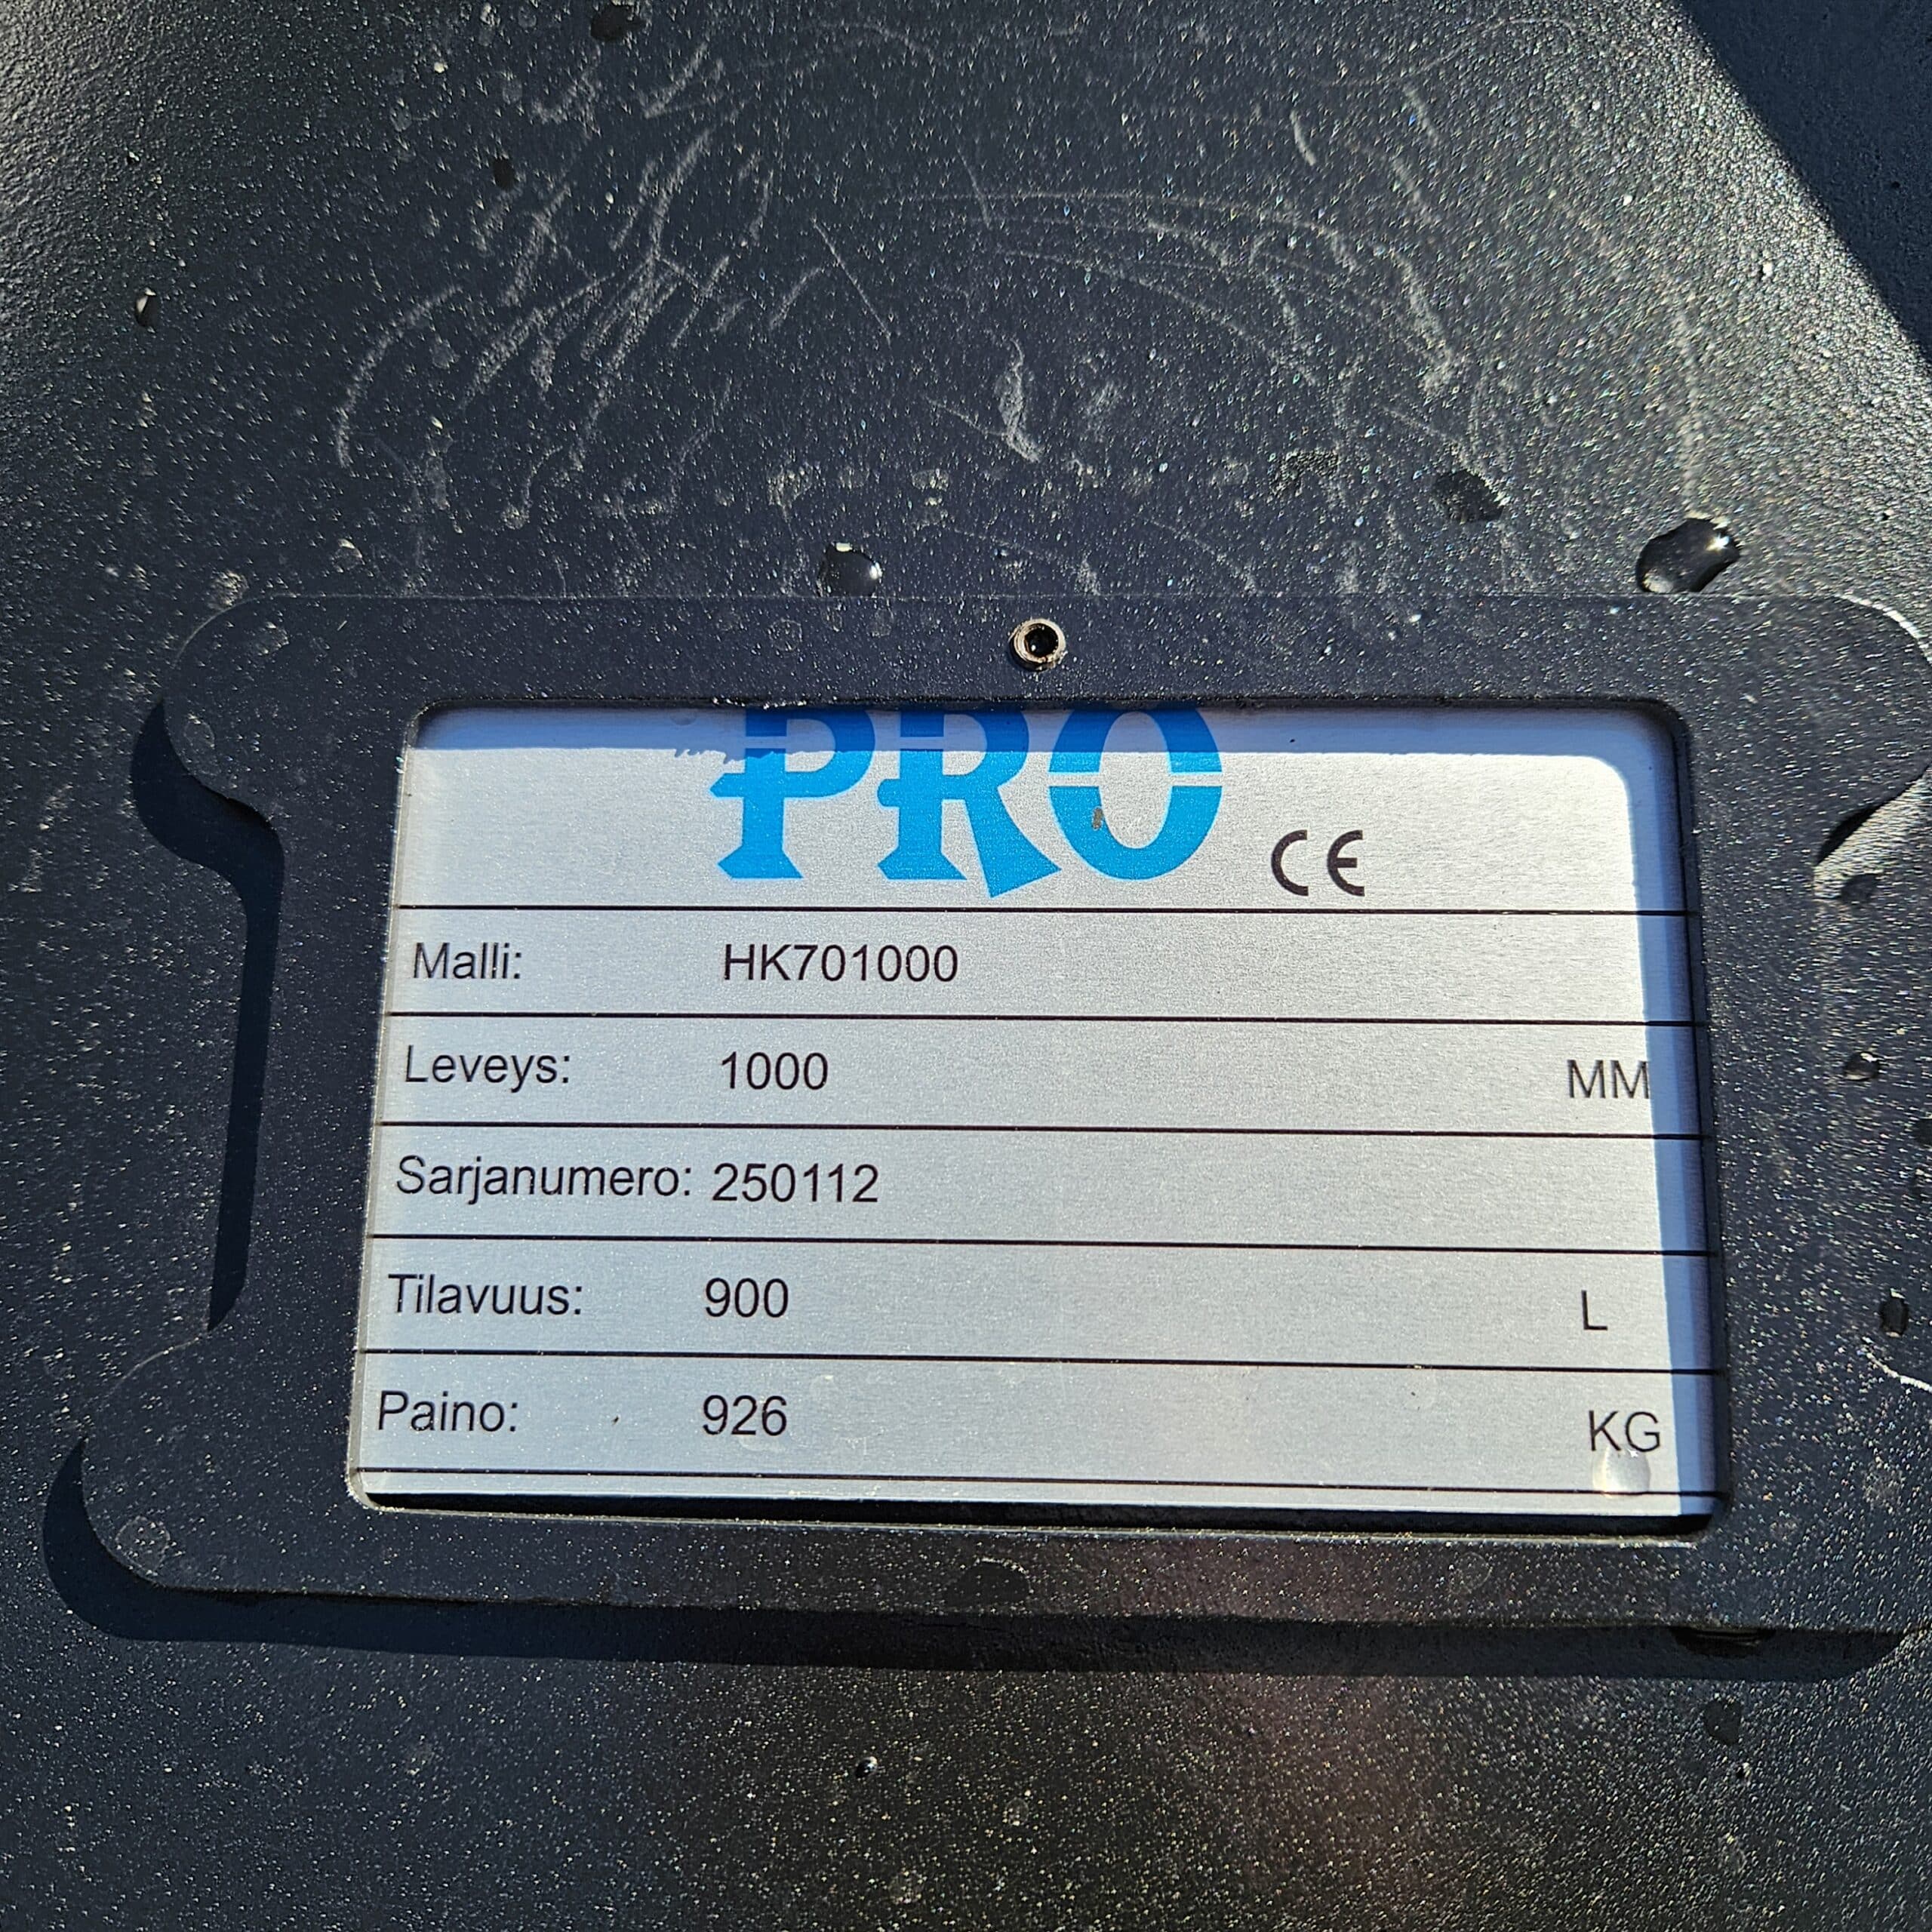 PRO
CE
Malli: HK701000
Leveys: 1000 MM
Sarjanumero: 250112
Tilavuus: 900 L
Paino: 926 KG